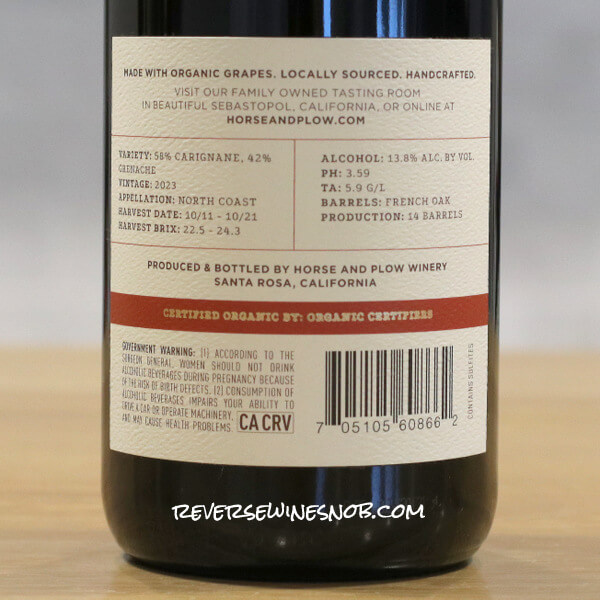 MADE WITH ORGANIC GRAPES. LOCALLY SOURCED. HANDCRAFTED.
VISIT OUR FAMILY OWNED TASTING ROOM
IN BEAUTIFUL SEBASTOPOL, CALIFORNIA, OR ONLINE AT
HORSEANDPLOW.COM
VARIETY: 58% CARIGNANE, 42%
GRENACHE
VINTAGE: 2023
APPELLATION: NORTH COAST
HARVEST DATE: 10/11 - 10/21
HARVEST BRIX: 22.5 - 24.3
ALCOHOL: 13.8% ALC. BY VOL.
PH: 3.59
TA: 5.9 G/L
BARRELS: FRENCH OAK
PRODUCTION: 14 BARRELS
PRODUCED & BOTTLED BY HORSE AND PLOW WINERY
SANTA ROSA, CALIFORNIA
CERTIFIED ORGANIC BY: ORGANIC CERTIFIERS
GOVERNMENT WARNING: (1) ACCORDING TO THE
SURGEON GENERAL, WOMEN SHOULD NOT DRINK
ALCOHOLIC BEVERAGES DURING PREGNANCY BECAUSE
OF THE RISK OF BIRTH DEFECTS. (2) CONSUMPTION OF
ALCOHOLIC BEVERAGES IMPAIRS YOUR ABILITY TO
DRIVE A CAR OR OPERATE MACHINERY,
AND MAY CAUSE HEALTH PROBLEMS.
CA CRV
7 05105 60866 2
CONTAINS SULFITES
REVERSEWINESNOB.COM